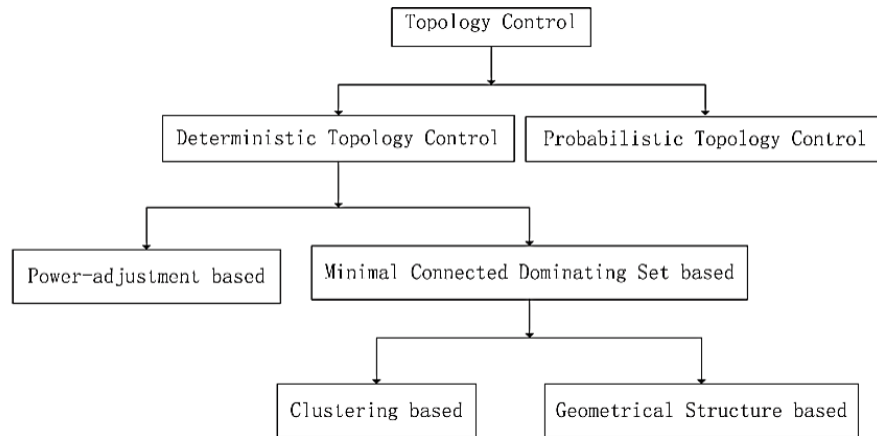 Topology Control
Deterministic Topology Control
Probabilistic Topology Control
Power-adjustment based
Minimal Connected Dominating Set based
Clustering based
Geometrical Structure based